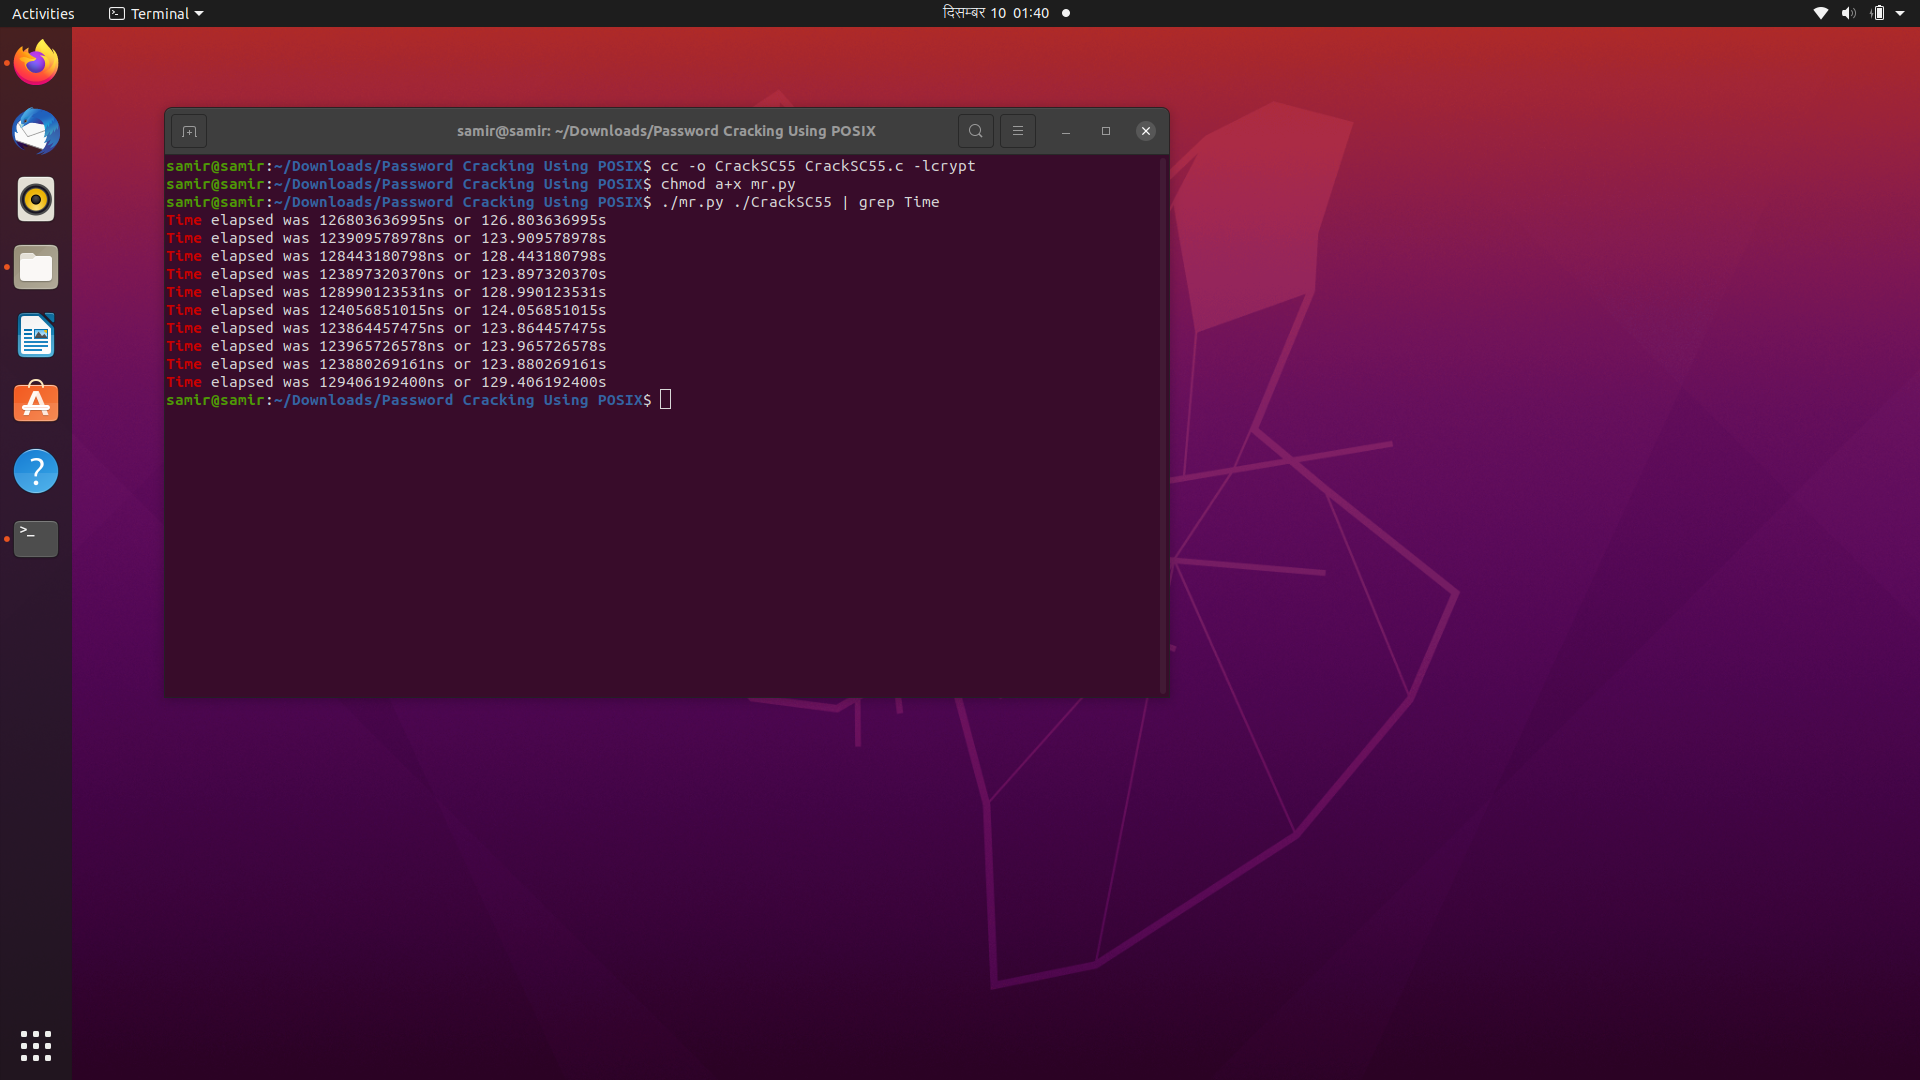 Activities
Terminal
दिसम्बर 10 01:40
samir@samir: ~/Downloads/Password Cracking Using POSIX
samir@samir:~/Downloads/Password Cracking Using POSIX$ cc -o CrackSC55 CrackSC55.c -lcrypt
samir@samir:~/Downloads/Password Cracking Using POSIX$ chmod a+x mr.py
samir@samir:~/Downloads/Password Cracking Using POSIX$ ./mr.py ./CrackSC55 | grep Time
Time elapsed was 126803636995ns or 126.803636995s
Time elapsed was 123909578978ns or 123.909578978s
Time elapsed was 128443180798ns or 128.443180798s
Time elapsed was 123897320370ns or 123.897320370s
Time elapsed was 128990123531ns or 128.990123531s
Time elapsed was 124056851015ns or 124.056851015s
Time elapsed was 123864457475ns or 123.864457475s
Time elapsed was 123965726578ns or 123.965726578s
Time elapsed was 123880269161ns or 123.880269161s
Time elapsed was 129406192400ns or 129.406192400s
samir@samir:~/Downloads/Password Cracking Using POSIX$